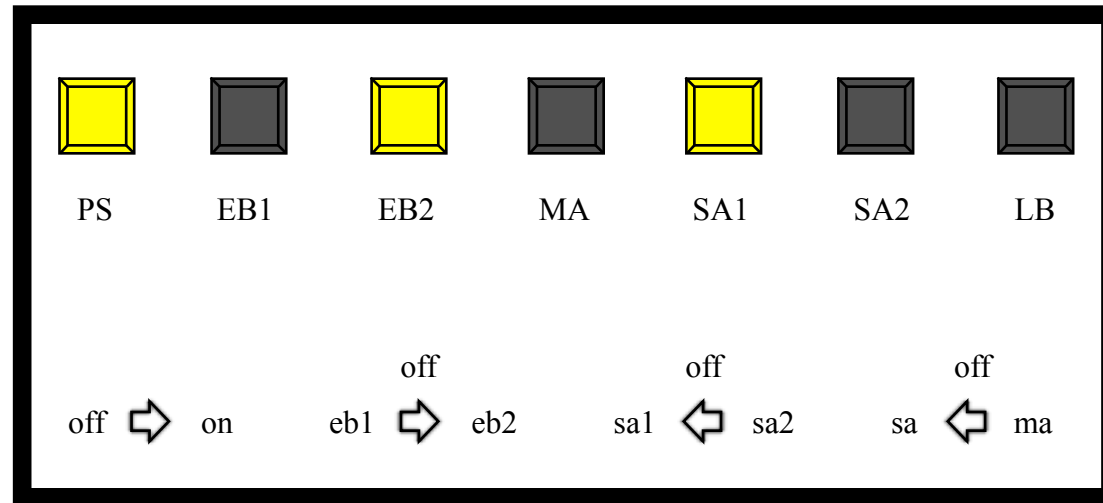 PS EB1 EB2 MA SA1 SA2 LB
off off off
off on eb1 eb2 sa1 sa2 sa ma